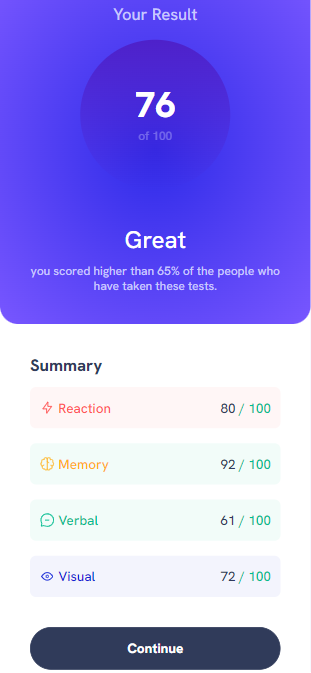 Your Result
76
of 100
Great
you scored higher than 65% of the people who
have taken these tests.
Summary
Reaction 80 / 100
Memory 92 / 100
Verbal 61 / 100
Visual 72 / 100
Continue